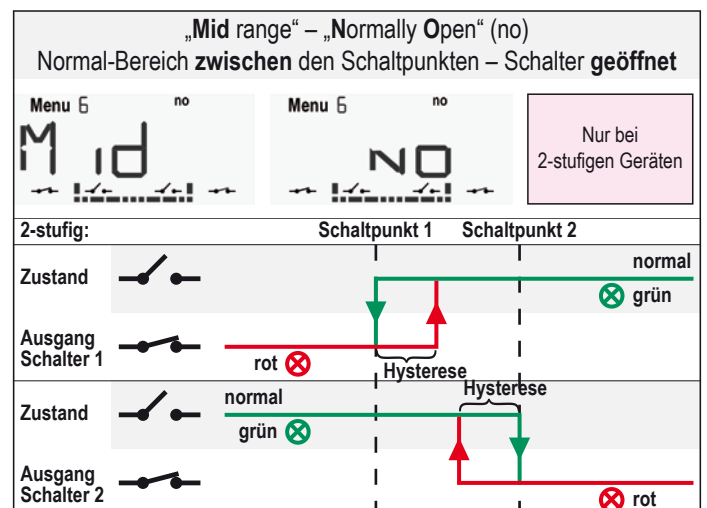 „Mid range“ – „Normally Open“ (no)
Normal-Bereich zwischen den Schaltpunkten – Schalter geöffnet
Menu 6 no
Mid
Menu 6 no
NO
Nur bei
2-stufigen Geräten
2-stufig: Schaltpunkt 1 Schaltpunkt 2
normal
Zustand
grün
Ausgang
Schalter 1
rot
Hysterese
Hysterese
normal
Zustand
grün
Ausgang
Schalter 2
rot